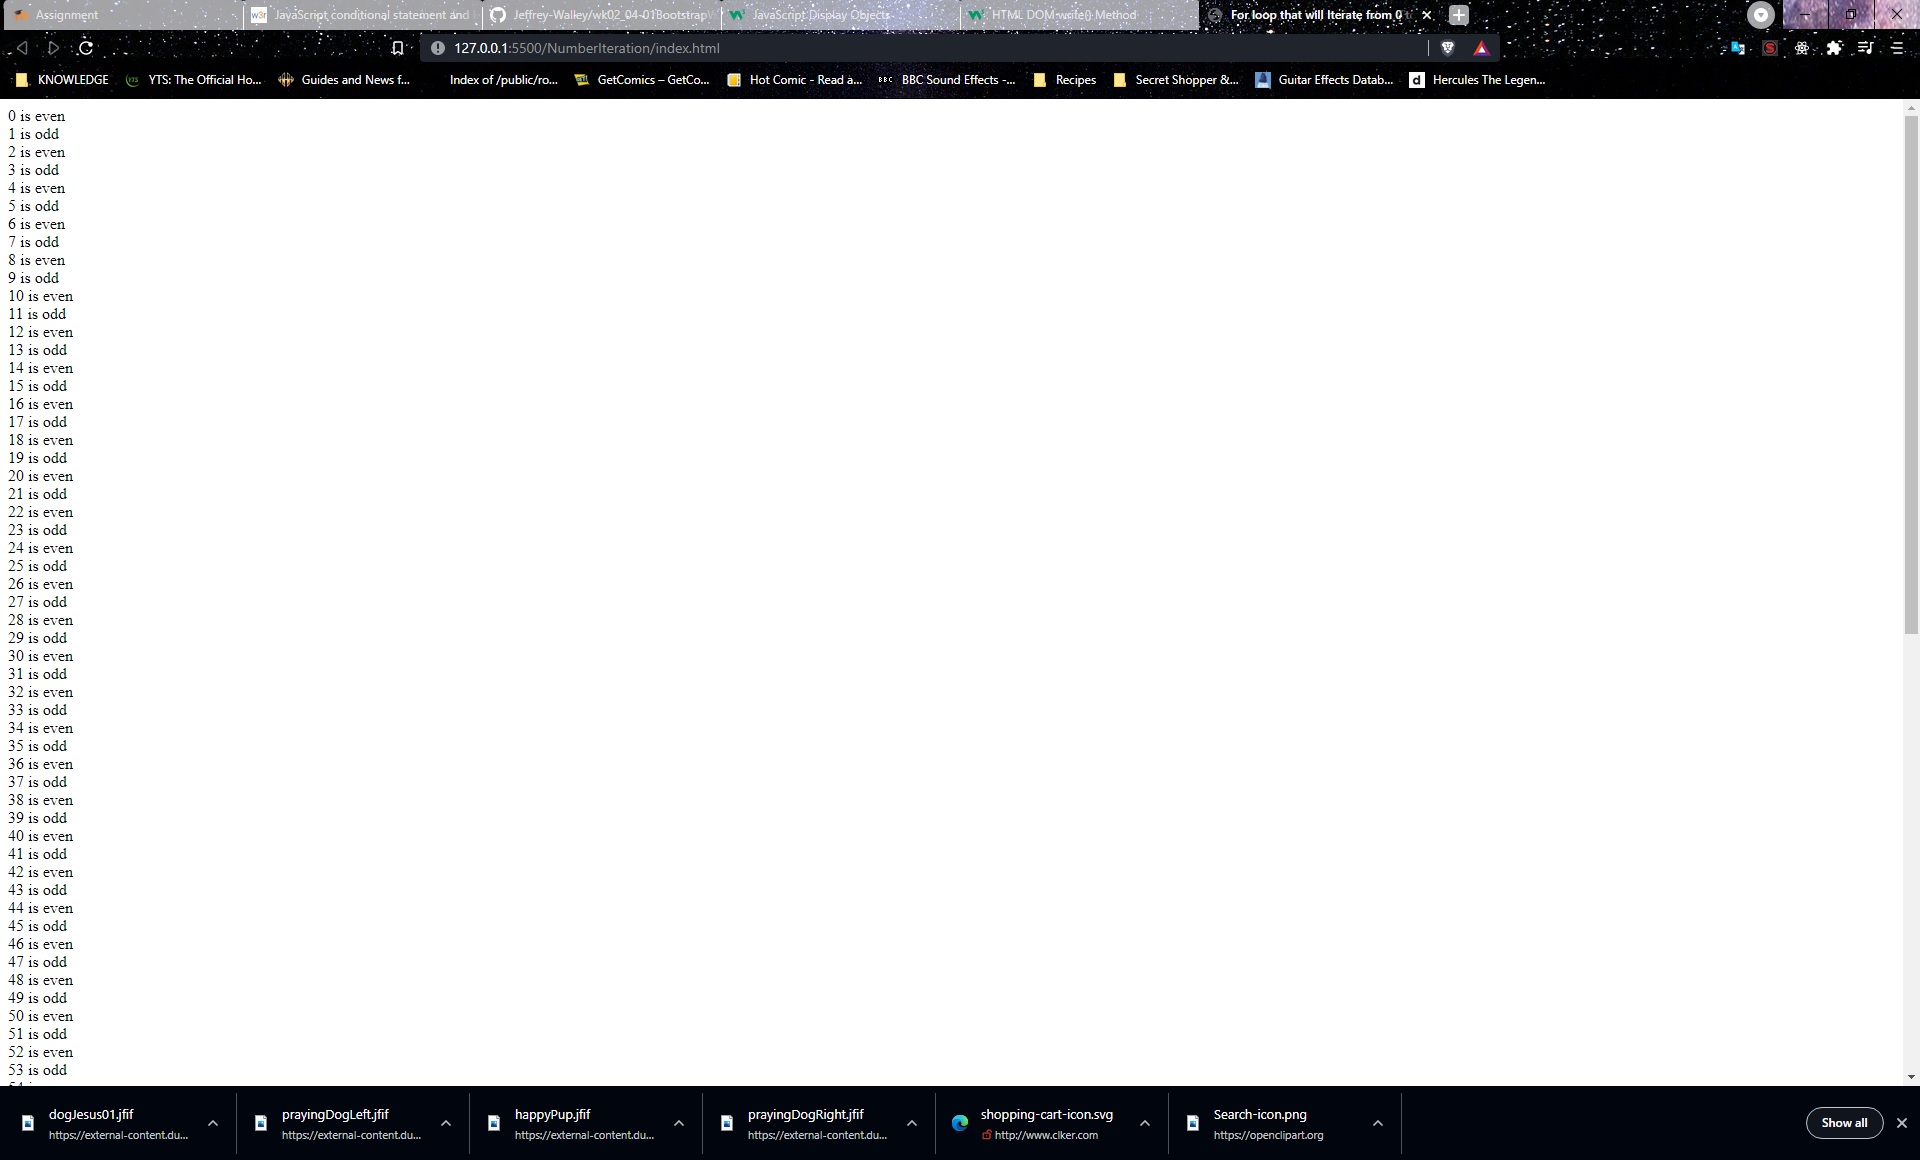 Assignment
JavaScript conditional statement and
Jeffrey-Walley/wk02_04-01Bootstrap
JavaScript Display Objects
HTML DOM write() Method
For loop that will Iterate from 0
127.0.0.1:5500/NumberIteration/index.html
KNOWLEDGE
YTS: The Official Ho...
Guides and News f...
Index of /public/ro...
GetComics – GetCo...
Hot Comic - Read a...
BBC Sound Effects -...
Recipes
Secret Shopper &...
Guitar Effects Datab...
Hercules The Legen...
0 is even
1 is odd
2 is even
3 is odd
4 is even
5 is odd
6 is even
7 is odd
8 is even
9 is odd
10 is even
11 is odd
12 is even
13 is odd
14 is even
15 is odd
16 is even
17 is odd
18 is even
19 is odd
20 is even
21 is odd
22 is even
23 is odd
24 is even
25 is odd
26 is even
27 is odd
28 is even
29 is odd
30 is even
31 is odd
32 is even
33 is odd
34 is even
35 is odd
36 is even
37 is odd
38 is even
39 is odd
40 is even
41 is odd
42 is even
43 is odd
44 is even
45 is odd
46 is even
47 is odd
48 is even
49 is odd
50 is even
51 is odd
52 is even
53 is odd
dogJesus01.jfif
https://external-content.du...
prayingDogLeft.jfif
https://external-content.du...
happyPup.jfif
https://external-content.du...
prayingDogRight.jfif
https://external-content.du...
shopping-cart-icon.svg
http://www.clker.com
Search-icon.png
https://openclipart.org
Show all